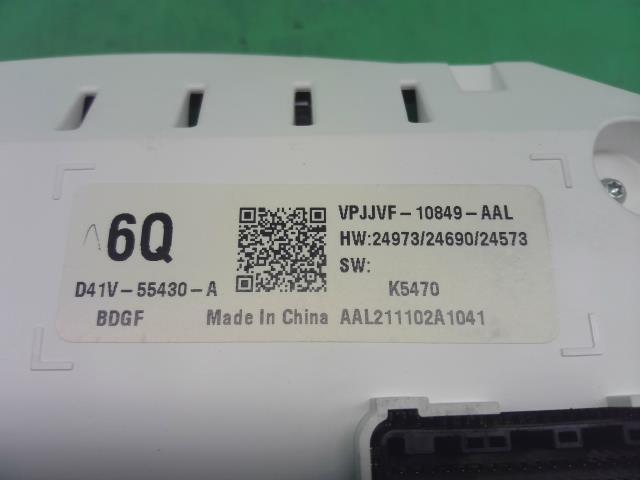 6Q
D41V-55430-A
BDGF
VPJJVF-10849-AAL
HW:24973/24690/24573
SW:
K5470
Made In China AAL211102A1041